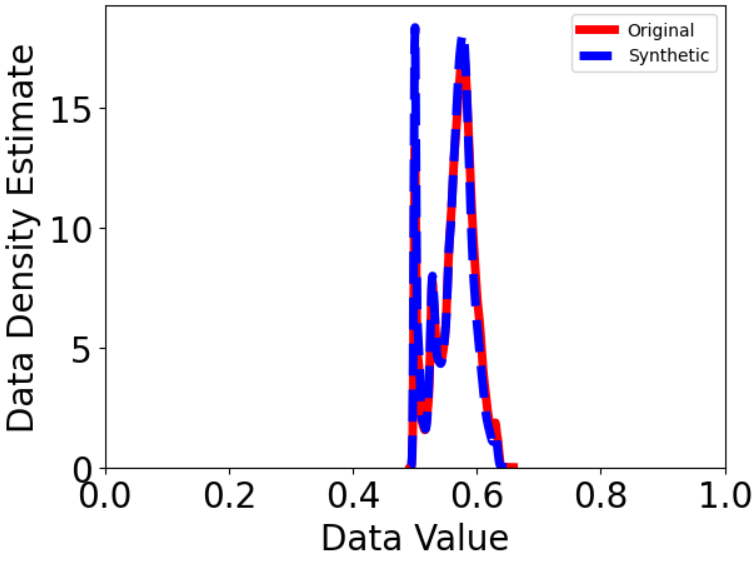 Original
Synthetic
Data Density Estimate
15
10
5
0
0.0 0.2 0.4 0.6 0.8 1.0
Data Value